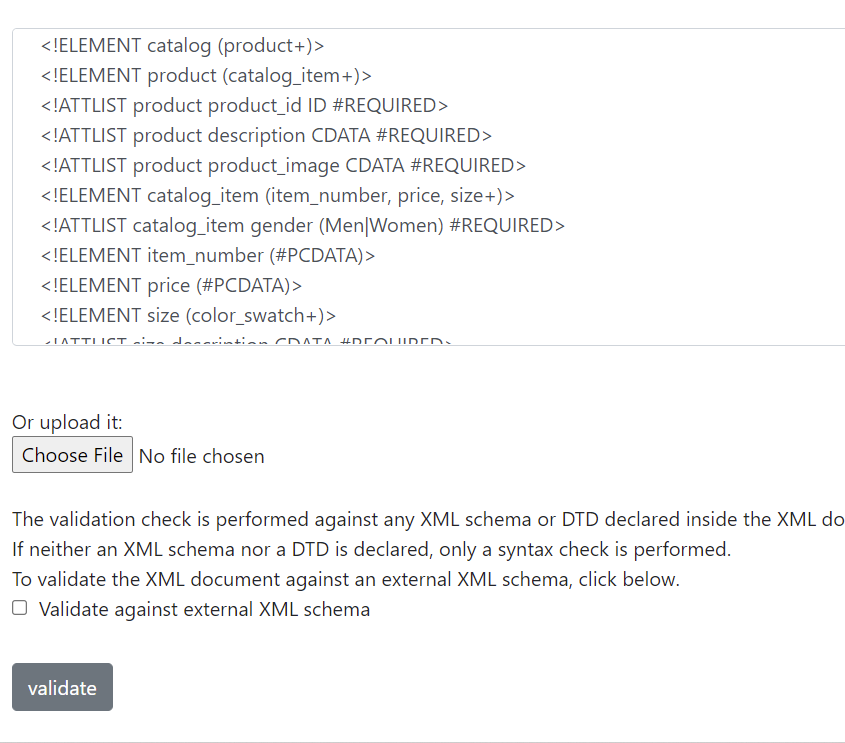 <!ELEMENT catalog (product+)>
<!ELEMENT product (catalog_item+)>
<!ATTLIST product product_id ID #REQUIRED>
<!ATTLIST product description CDATA #REQUIRED>
<!ATTLIST product product_image CDATA #REQUIRED>
<!ELEMENT catalog_item (item_number, price, size+)>
<!ATTLIST catalog_item gender (Men|Women) #REQUIRED>
<!ELEMENT item_number (#PCDATA)>
<!ELEMENT price (#PCDATA)>
<!ELEMENT size (color_swatch+)>
<!ATTLIST size description CDATA #REQUIRED>
Or upload it:
Choose File No file chosen
The validation check is performed against any XML schema or DTD declared inside the XML do
If neither an XML schema nor a DTD is declared, only a syntax check is performed.
To validate the XML document against an external XML schema, click below.
Validate against external XML schema
validate